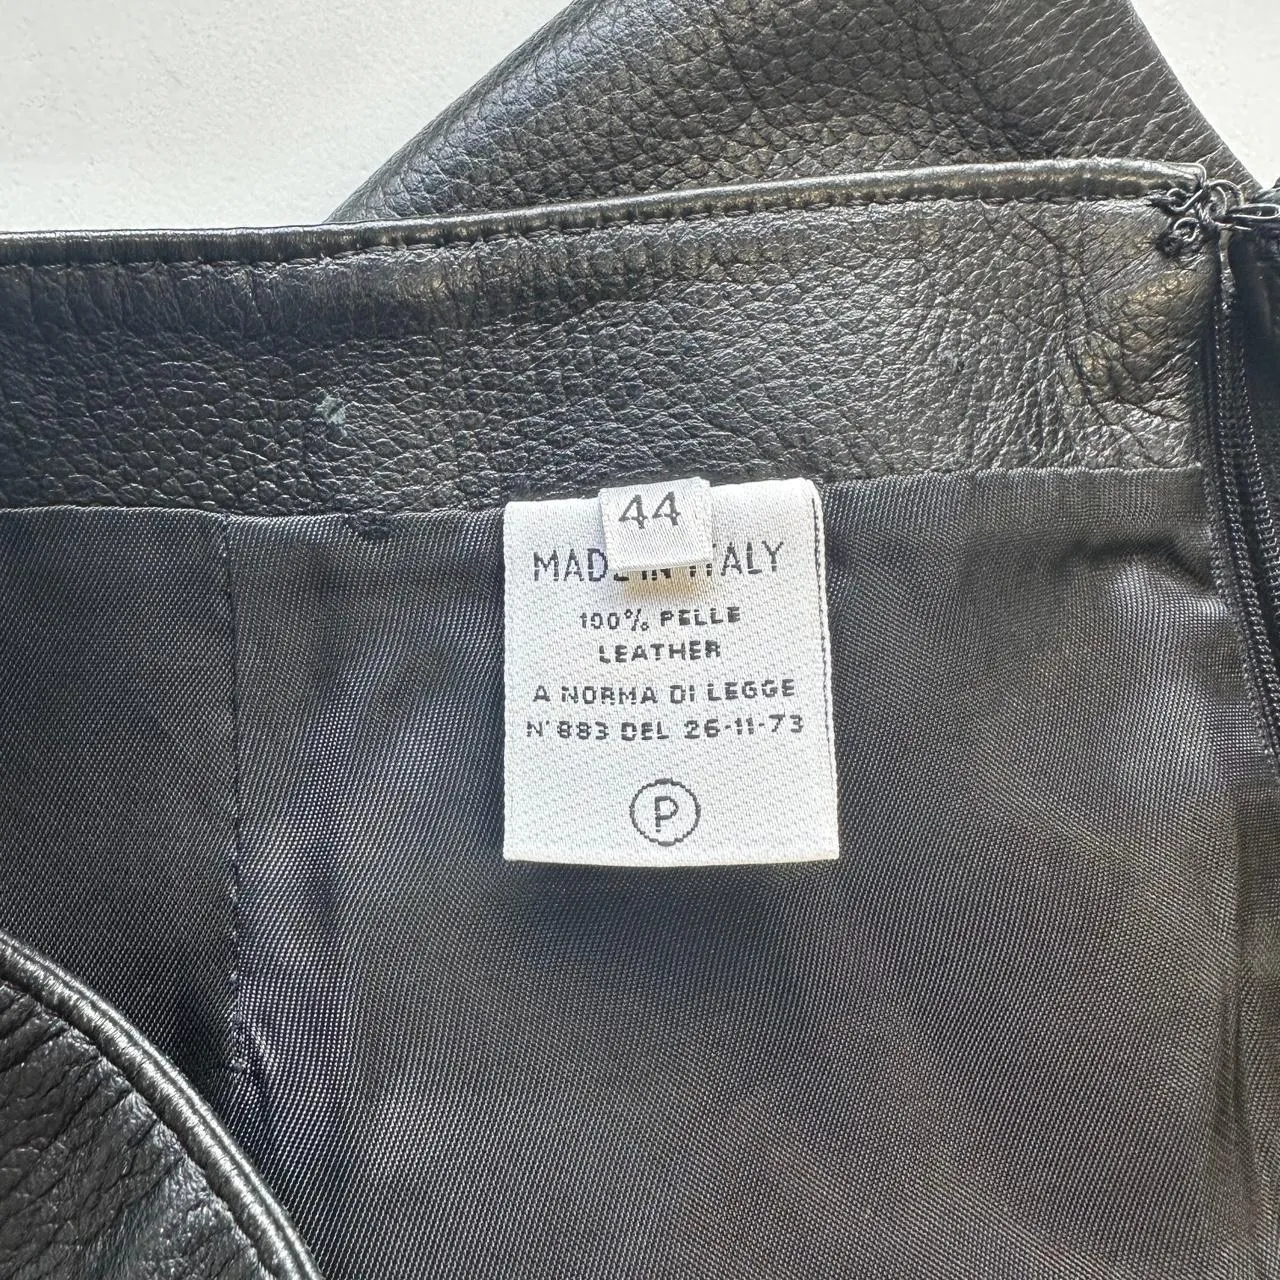 44
MADE IN ITALY
100% PELLE
LEATHER
A NORMA DI LEGGE
N° 883 DEL 26-11-73
P